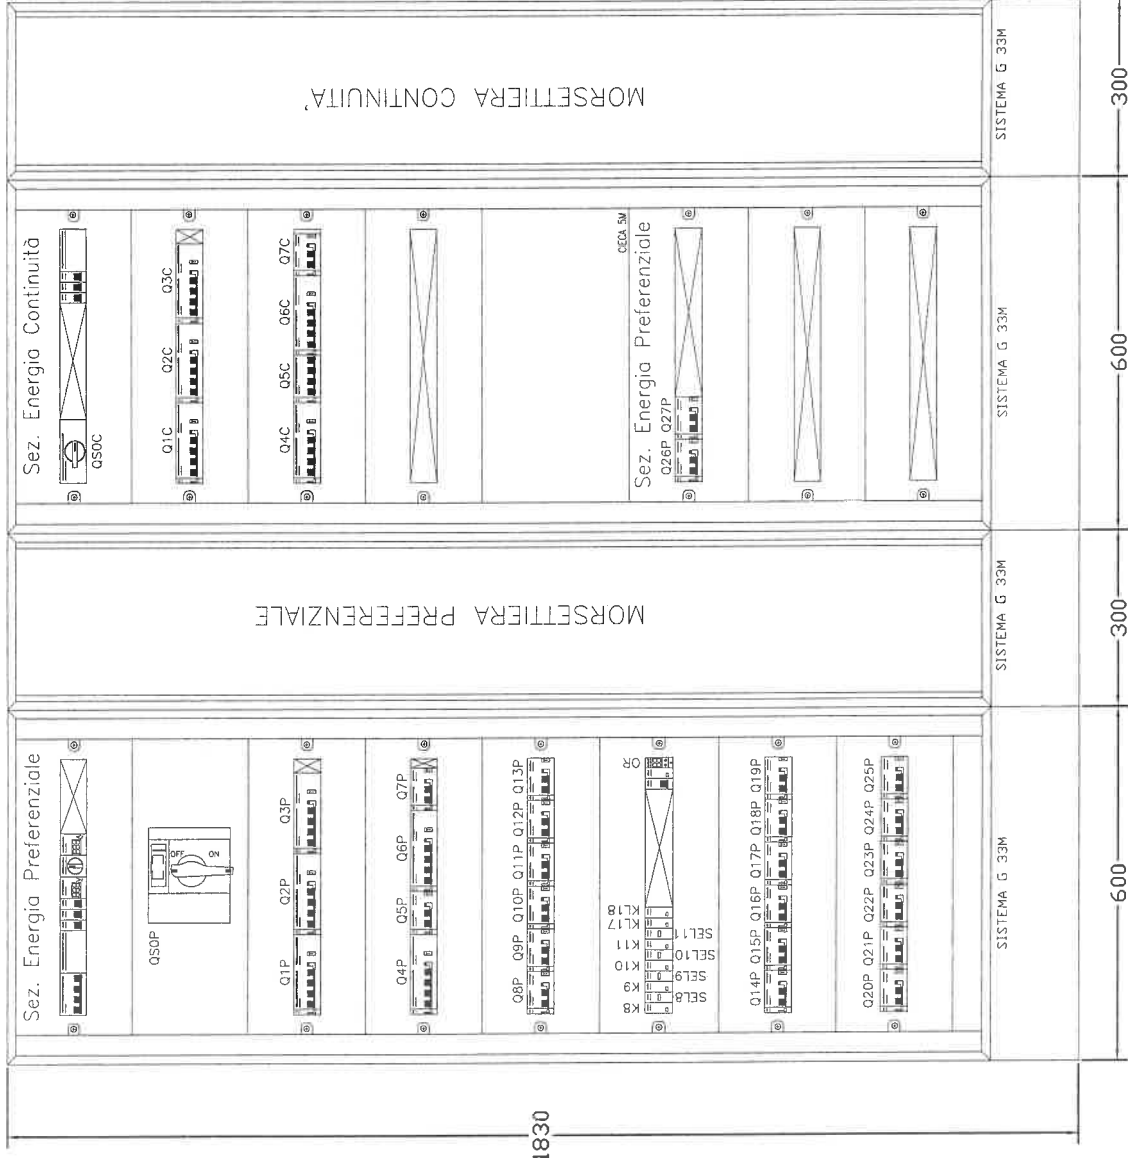 Sez. Energia Preferenziale
QS0P
OFF
ON
Q1P Q2P Q3P
Q4P Q5P Q6P Q7P
Q8P Q9P Q10P Q11P Q12P Q13P
K8 K9 K10 K11 KL17 KL18 OR
SEL8 SEL9 SEL10 SEL11
Q14P Q15P Q16P Q17P Q18P Q19P
Q20P Q21P Q22P Q23P Q24P Q25P
SISTEMA G 33M
600
MORSETTIERA PREFERENZIALE
SISTEMA G 33M
300
Sez. Energia Continuità
QS0C
Q1C Q2C Q3C
Q4C Q5C Q6C Q7C
CIECA 5M
Sez. Energia Preferenziale
Q26P Q27P
SISTEMA G 33M
600
MORSETTIERA CONTINUITA'
SISTEMA G 33M
300
1830